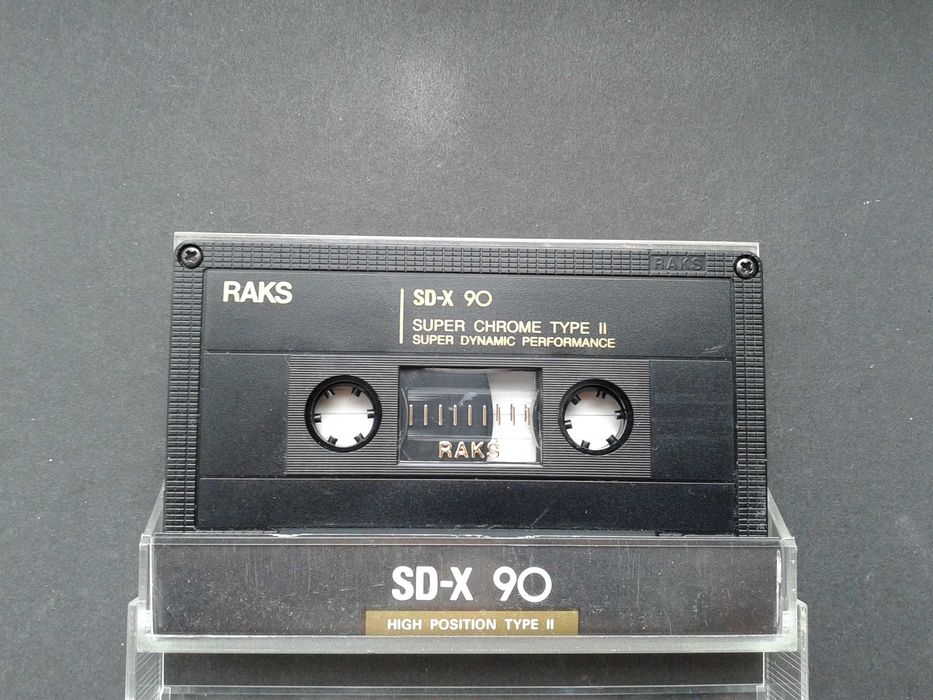 RAKS
RAKS
SD-X 90
SUPER CHROME TYPE II
SUPER DYNAMIC PERFORMANCE
RAKS
SD-X 90
HIGH POSITION TYPE II